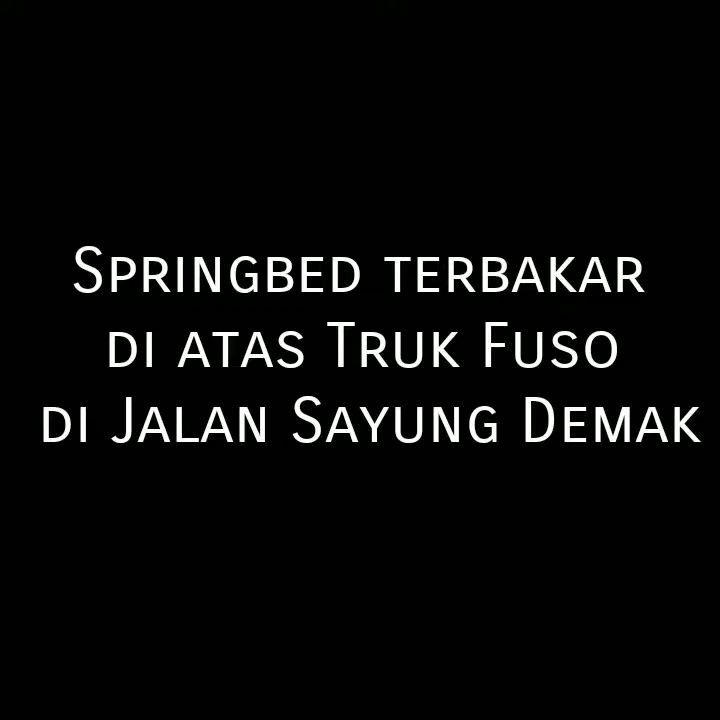 Springbed terbakar
di atas Truk Fuso
di Jalan Sayung Demak